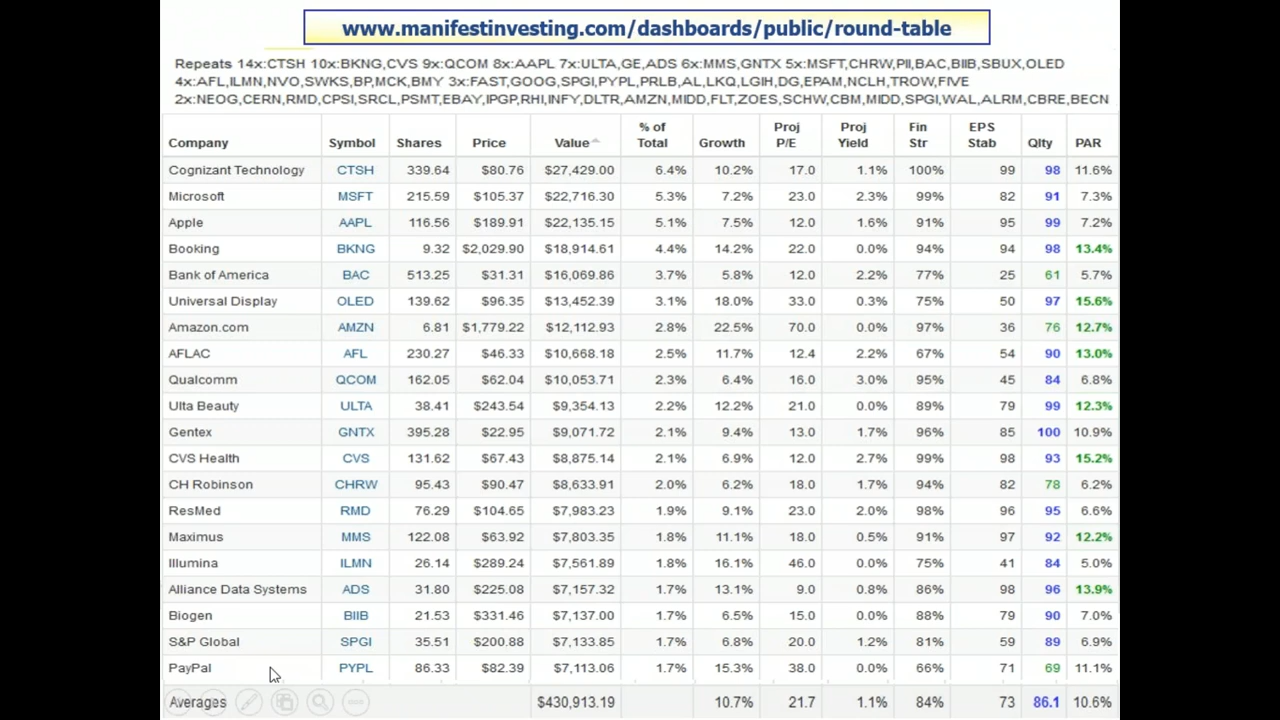 www.manifestinvesting.com/dashboards/public/round-table
Repeats 14x:CTSH 10x:BKNG,CVS 9x:QCOM 8x:AAPL 7x:ULTA,GE,ADS 6x:MMS,GNTX 5x:MSFT,CHRW,PII,BAC,BIIB,SBUX,OLED
4x:AFL,ILMN,NVO,SWKS,BP,MCK,BMY 3x:FAST,GOOG,SPGI,PYPL,PRLB,AL,LKQ,LGIH,DG,EPAM,NCLH,TROW,FIVE
2x:NEOG,CERN,RMD,CPSI,SRCL,PSMT,EBAY,IPGP,RHI,INFY,DLTR,AMZN,MIDD,FLT,ZOES,SCHW,CBM,MIDD,SPGI,WAL,ALRM,CBRE,BECN
Company Symbol Shares Price Value % of Total Growth Proj P/E Proj Yield Fin Str EPS Stab Qlty PAR
Cognizant Technology CTSH 339.64 $80.76 $27,429.00 6.4% 10.2% 17.0 1.1% 100% 99 98 11.6%
Microsoft MSFT 215.59 $105.37 $22,716.30 5.3% 7.2% 23.0 2.3% 99% 82 91 7.3%
Apple AAPL 116.56 $189.91 $22,135.15 5.1% 7.5% 12.0 1.6% 91% 95 99 7.2%
Booking BKNG 9.32 $2,029.90 $18,914.61 4.4% 14.2% 22.0 0.0% 94% 94 98 13.4%
Bank of America BAC 513.25 $31.31 $16,069.86 3.7% 5.8% 12.0 2.2% 77% 25 61 5.7%
Universal Display OLED 139.62 $96.35 $13,452.39 3.1% 18.0% 33.0 0.3% 75% 50 97 15.6%
Amazon.com AMZN 6.81 $1,779.22 $12,112.93 2.8% 22.5% 70.0 0.0% 97% 36 76 12.7%
AFLAC AFL 230.27 $46.33 $10,668.18 2.5% 11.7% 12.4 2.2% 67% 54 90 13.0%
Qualcomm QCOM 162.05 $62.04 $10,053.71 2.3% 6.4% 16.0 3.0% 95% 45 84 6.8%
Ulta Beauty ULTA 38.41 $243.54 $9,354.13 2.2% 12.2% 21.0 0.0% 89% 79 99 12.3%
Gentex GNTX 395.28 $22.95 $9,071.72 2.1% 9.4% 13.0 1.7% 96% 85 100 10.9%
CVS Health CVS 131.62 $67.43 $8,875.14 2.1% 6.9% 12.0 2.7% 99% 98 93 15.2%
CH Robinson CHRW 95.43 $90.47 $8,633.91 2.0% 6.2% 18.0 1.7% 94% 82 78 6.2%
ResMed RMD 76.29 $104.65 $7,983.23 1.9% 9.1% 23.0 2.0% 98% 96 95 6.6%
Maximus MMS 122.08 $63.92 $7,803.35 1.8% 11.1% 18.0 0.5% 91% 97 92 12.2%
Illumina ILMN 26.14 $289.24 $7,561.89 1.8% 16.1% 46.0 0.0% 75% 41 84 5.0%
Alliance Data Systems ADS 31.80 $225.08 $7,157.32 1.7% 13.1% 9.0 0.8% 86% 98 96 13.9%
Biogen BIIB 21.53 $331.46 $7,137.00 1.7% 6.5% 15.0 0.0% 88% 79 90 7.0%
S&P Global SPGI 35.51 $200.88 $7,133.85 1.7% 6.8% 20.0 1.2% 81% 59 89 6.9%
PayPal PYPL 86.33 $82.39 $7,113.06 1.7% 15.3% 38.0 0.0% 66% 71 69 11.1%
Averages $430,913.19 10.7% 21.7 1.1% 84% 73 86.1 10.6%